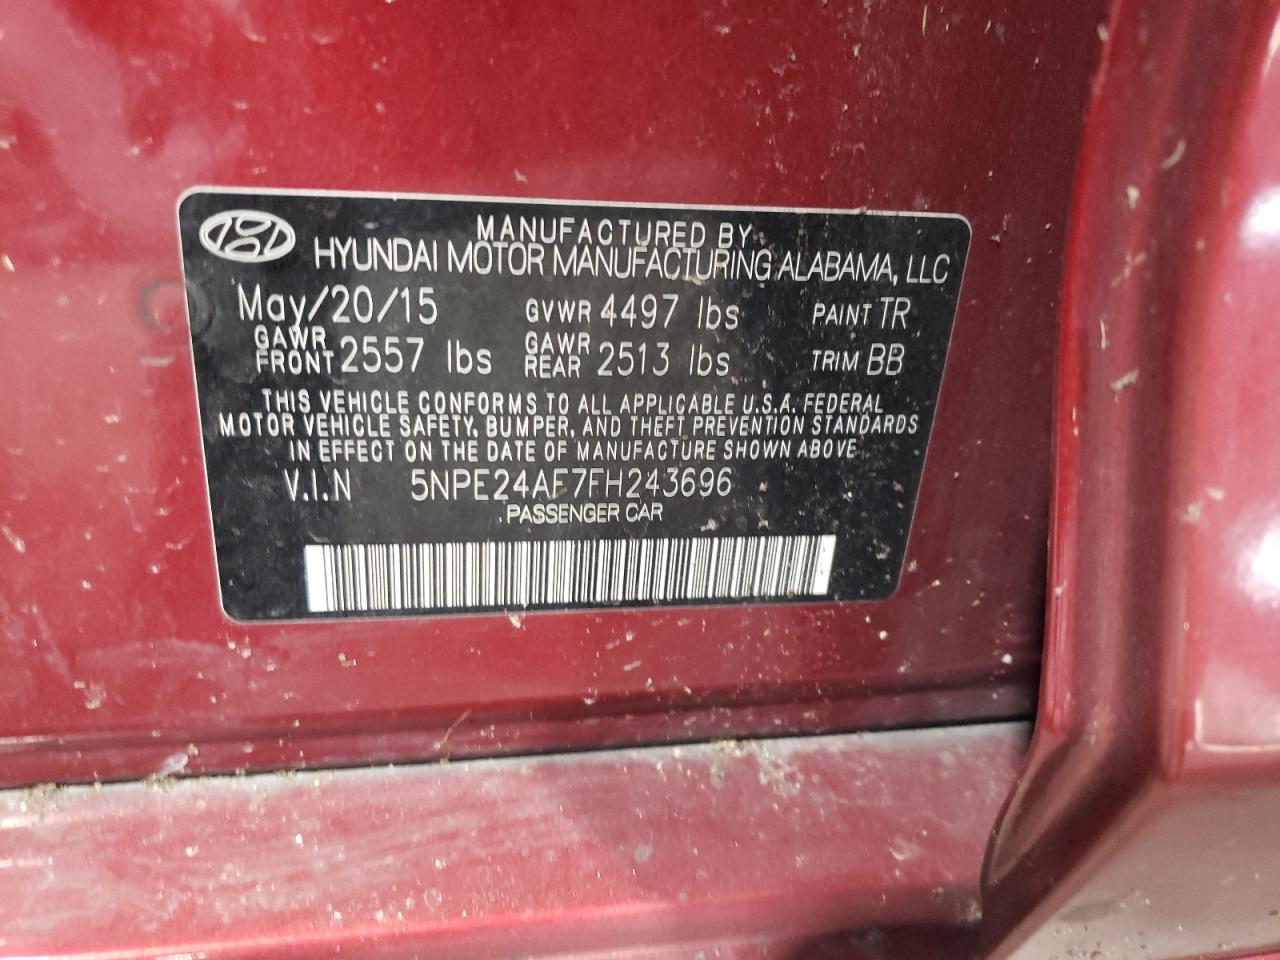 MANUFACTURED BY
HYUNDAI MOTOR MANUFACTURING ALABAMA, LLC
May/20/15 GVWR 4497 lbs PAINT TR
GAWR FRONT 2557 lbs GAWR REAR 2513 lbs TRIM BB
THIS VEHICLE CONFORMS TO ALL APPLICABLE U.S.A. FEDERAL
MOTOR VEHICLE SAFETY, BUMPER, AND THEFT PREVENTION STANDARDS
IN EFFECT ON THE DATE OF MANUFACTURE SHOWN ABOVE.
V.I.N 5NPE24AF7FH243696
PASSENGER CAR